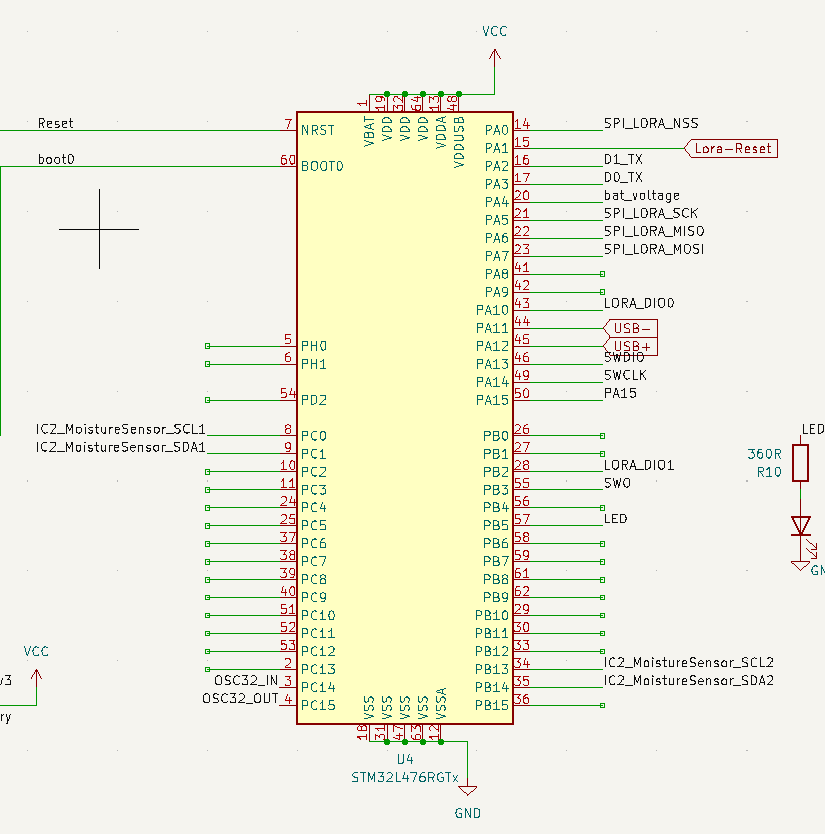 VCC
1
19
32
64
13
48
VBAT
VDD
VDD
VDD
VDDA
VDDUSB
Reset
7
NRST
boot0
60
BOOT0
5
PH0
6
PH1
54
PD2
IC2_MoistureSensor_SCL1
8
PC0
IC2_MoistureSensor_SDA1
9
PC1
10
PC2
11
PC3
24
PC4
25
PC5
37
PC6
38
PC7
39
PC8
40
PC9
51
PC10
52
PC11
53
PC12
2
PC13
OSC32_IN
3
PC14
OSC32_OUT
4
PC15
PA0
14
SPI_LORA_NSS
PA1
15
Lora-Reset
PA2
16
D1_TX
PA3
17
D0_TX
PA4
20
bat_voltage
PA5
21
SPI_LORA_SCK
PA6
22
SPI_LORA_MISO
PA7
23
SPI_LORA_MOSI
PA8
41
PA9
42
PA10
43
LORA_DIO0
PA11
44
USB-
PA12
45
USB+
PA13
46
SWDIO
PA14
49
SWCLK
PA15
50
PA15
PB0
26
PB1
27
PB2
28
LORA_DIO1
PB3
55
SWO
PB4
56
PB5
57
LED
PB6
58
PB7
59
PB8
61
PB9
62
PB10
29
PB11
30
PB12
33
PB13
34
IC2_MoistureSensor_SCL2
PB14
35
IC2_MoistureSensor_SDA2
PB15
36
VSS
VSS
VSS
VSS
VSSA
18
31
47
63
12
U4
STM32L476RGTx
GND
LED
360R
R10
GN
VCC
v3
ry